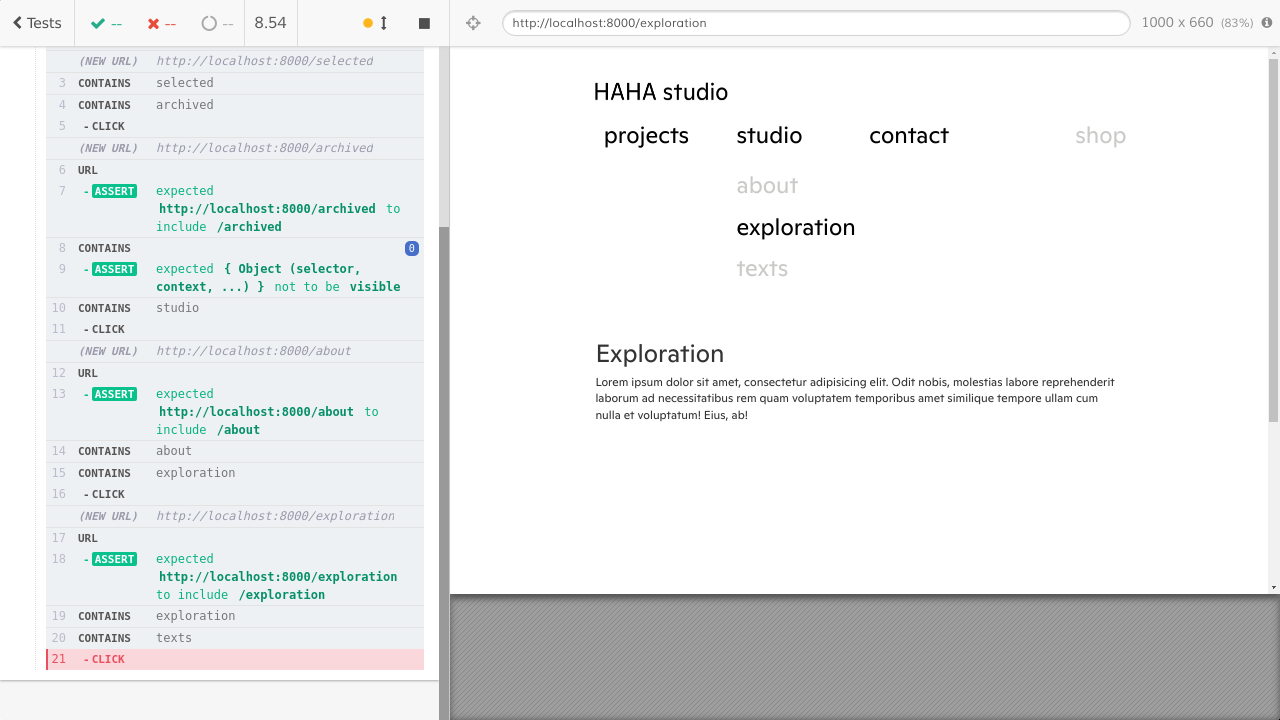 Tests
--
--
--
8.54
http://localhost:8000/exploration
1000 x 660 (83%)
(NEW URL) http://localhost:8000/selected
3 CONTAINS selected
4 CONTAINS archived
5 -CLICK
(NEW URL) http://localhost:8000/archived
6 URL
7 -ASSERT expected
http://localhost:8000/archived to
include /archived
8 CONTAINS 0
9 -ASSERT expected { Object (selector,
context, ...) } not to be visible
10 CONTAINS studio
11 -CLICK
(NEW URL) http://localhost:8000/about
12 URL
13 -ASSERT expected
http://localhost:8000/about to
include /about
14 CONTAINS about
15 CONTAINS exploration
16 -CLICK
(NEW URL) http://localhost:8000/exploration
17 URL
18 -ASSERT expected
http://localhost:8000/exploration
to include /exploration
19 CONTAINS exploration
20 CONTAINS texts
21 -CLICK
HAHA studio
projects studio contact shop
about
exploration
texts
Exploration
Lorem ipsum dolor sit amet, consectetur adipisicing elit. Odit nobis, molestias labore reprehenderit
laborum ad necessitatibus rem quam voluptatem temporibus amet similique tempore ullam cum
nulla et voluptatum! Eius, ab!